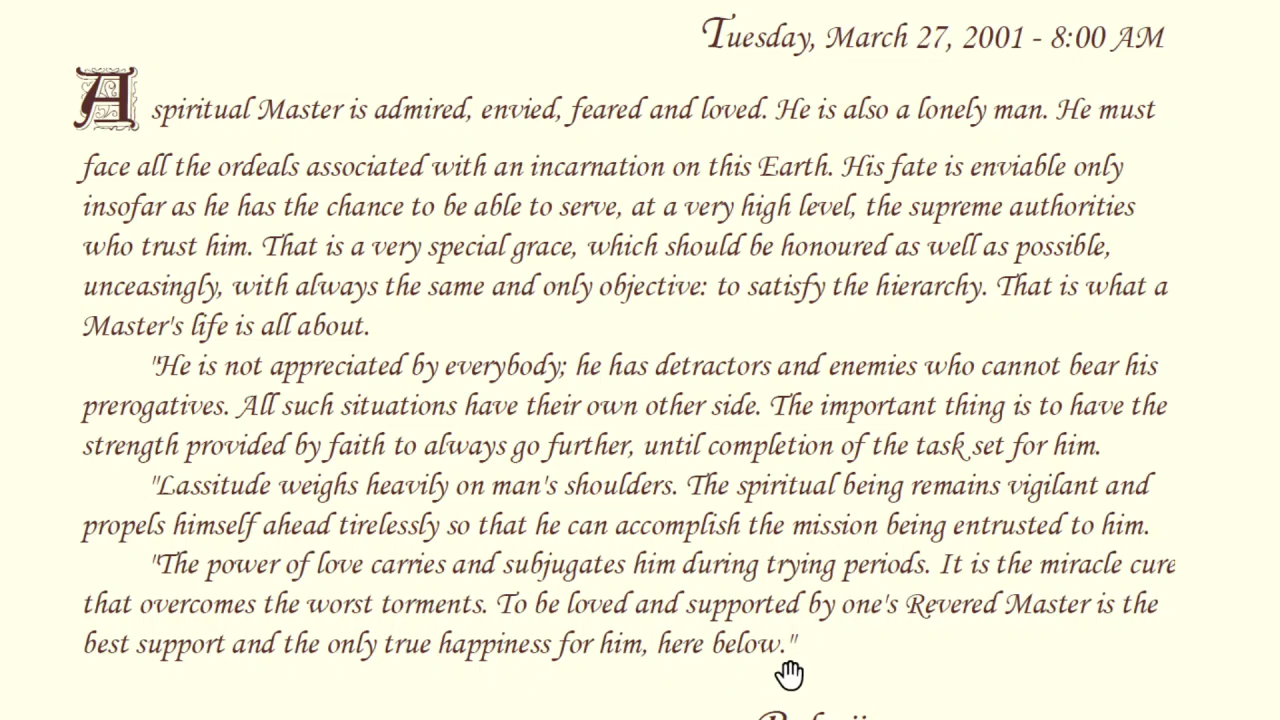 Tuesday, March 27, 2001 - 8:00 AM
A spiritual Master is admired, envied, feared and loved. He is also a lonely man. He must
face all the ordeals associated with an incarnation on this Earth. His fate is enviable only
insofar as he has the chance to be able to serve, at a very high level, the supreme authorities
who trust him. That is a very special grace, which should be honoured as well as possible,
unceasingly, with always the same and only objective: to satisfy the hierarchy. That is what a
Master's life is all about.
"He is not appreciated by everybody; he has detractors and enemies who cannot bear his
prerogatives. All such situations have their own other side. The important thing is to have the
strength provided by faith to always go further, until completion of the task set for him.
"Lassitude weighs heavily on man's shoulders. The spiritual being remains vigilant and
propels himself ahead tirelessly so that he can accomplish the mission being entrusted to him.
"The power of love carries and subjugates him during trying periods. It is the miracle cure
that overcomes the worst torments. To be loved and supported by one's Revered Master is the
best support and the only true happiness for him, here below."